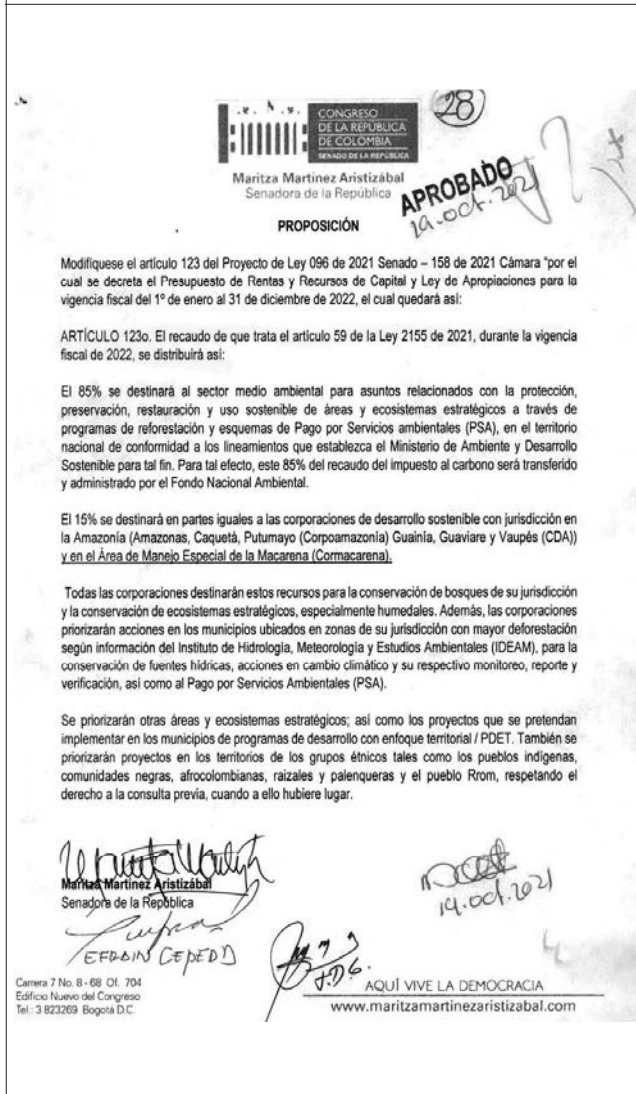 28
CONGRESO
DE LA REPÚBLICA
DE COLOMBIA
SENADO DE LA REPÚBLICA
Maritza Martínez Aristizábal
Senadora de la República
APROBADO
19.oct.2021
PROPOSICIÓN
Modifíquese el artículo 123 del Proyecto de Ley 096 de 2021 Senado – 158 de 2021 Cámara "por el
cual se decreta el Presupuesto de Rentas y Recursos de Capital y Ley de Apropiaciones para la
vigencia fiscal del 1º de enero al 31 de diciembre de 2022, el cual quedará así:
ARTÍCULO 123o. El recaudo de que trata el artículo 59 de la Ley 2155 de 2021, durante la vigencia
fiscal de 2022, se distribuirá así:
El 85% se destinará al sector medio ambiental para asuntos relacionados con la protección,
preservación, restauración y uso sostenible de áreas y ecosistemas estratégicos a través de
programas de reforestación y esquemas de Pago por Servicios ambientales (PSA), en el territorio
nacional de conformidad a los lineamientos que establezca el Ministerio de Ambiente y Desarrollo
Sostenible para tal fin. Para tal efecto, este 85% del recaudo del impuesto al carbono será transferido
y administrado por el Fondo Nacional Ambiental.
El 15% se destinará en partes iguales a las corporaciones de desarrollo sostenible con jurisdicción en
la Amazonía (Amazonas, Caquetá, Putumayo (Corpoamazonía) Guainía, Guaviare y Vaupés (CDA))
y en el Área de Manejo Especial de la Macarena (Cormacarena).
Todas las corporaciones destinarán estos recursos para la conservación de bosques de su jurisdicción
y la conservación de ecosistemas estratégicos, especialmente humedales. Además, las corporaciones
priorizarán acciones en los municipios ubicados en zonas de su jurisdicción con mayor deforestación
según información del Instituto de Hidrología, Meteorología y Estudios Ambientales (IDEAM), para la
conservación de fuentes hídricas, acciones en cambio climático y su respectivo monitoreo, reporte y
verificación, así como al Pago por Servicios Ambientales (PSA).
Se priorizarán otras áreas y ecosistemas estratégicos; así como los proyectos que se pretendan
implementar en los municipios de programas de desarrollo con enfoque territorial / PDET. También se
priorizarán proyectos en los territorios de los grupos étnicos tales como los pueblos indígenas,
comunidades negras, afrocolombianas, raizales y palenqueras y el pueblo Rrom, respetando el
derecho a la consulta previa, cuando a ello hubiere lugar.
Maritza Martínez Aristizábal
Senadora de la República
19.oct.2021
EFRAIN CEPEDA
J.D.G.
Carrera 7 No. 8 - 68 Of. 704
Edificio Nuevo del Congreso
Tel.: 3 823269 Bogotá D.C.
AQUÍ VIVE LA DEMOCRACIA
www.maritzamartinezaristizabal.com